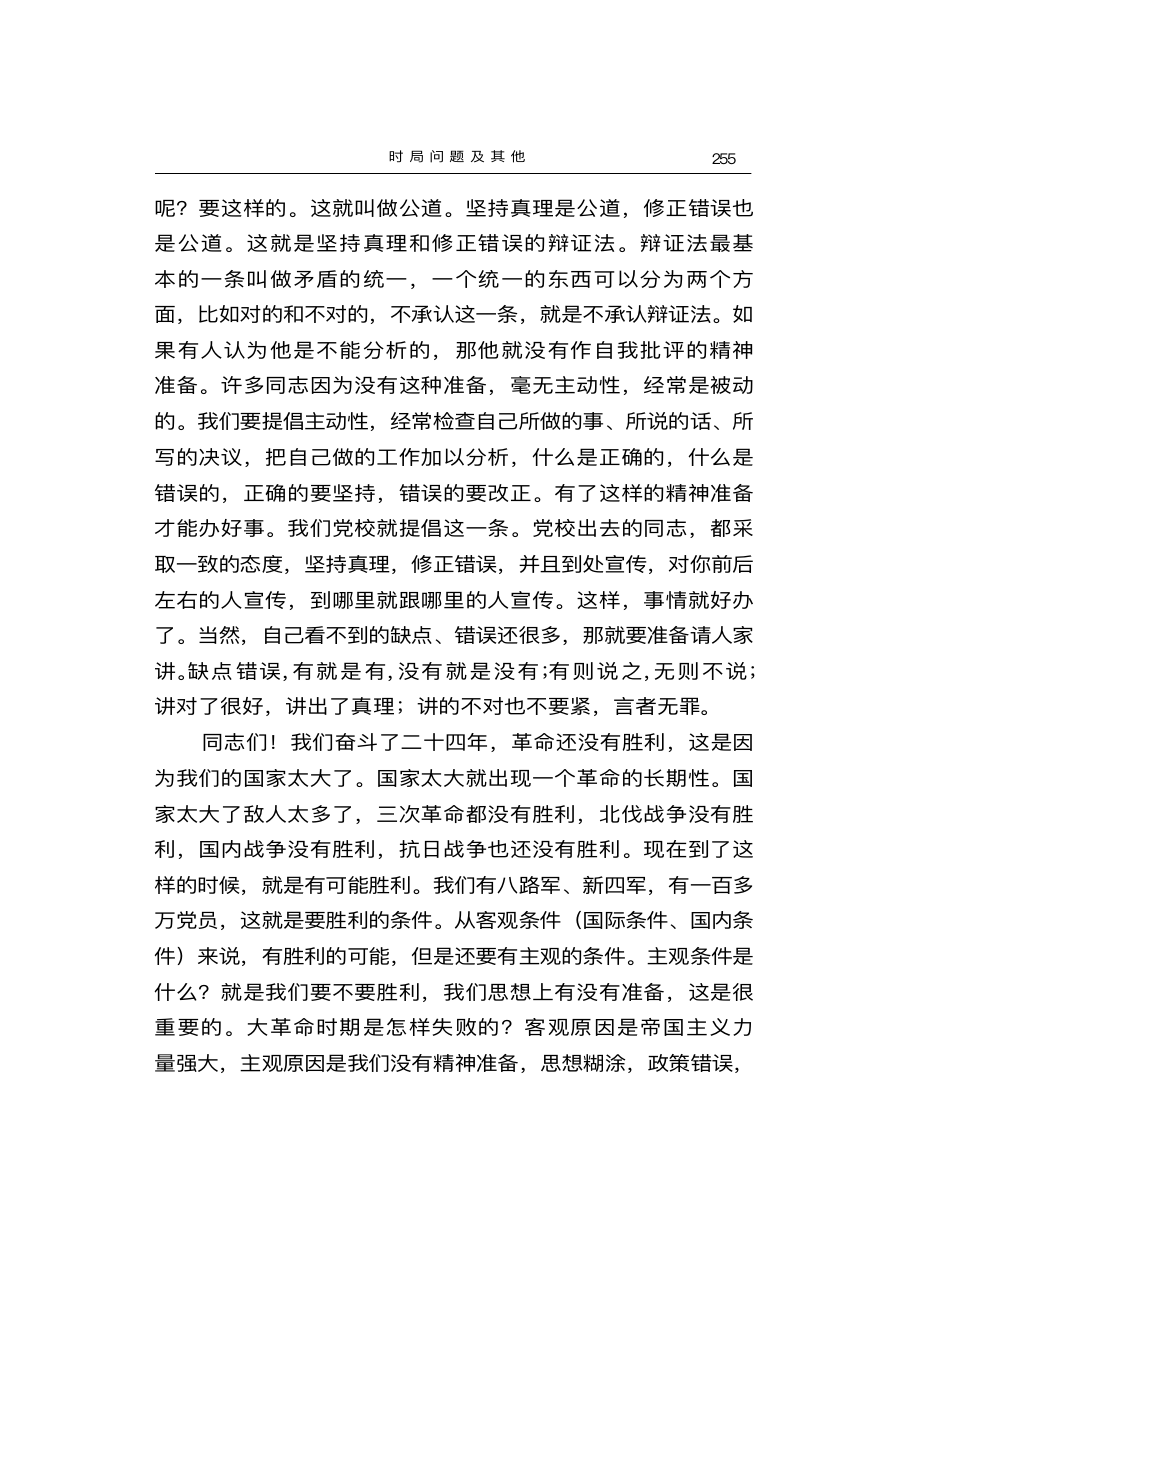 时局问题及其他 255
呢？要这样的。这就叫做公道。坚持真理是公道，修正错误也
是公道。这就是坚持真理和修正错误的辩证法。辩证法最基
本的一条叫做矛盾的统一，一个统一的东西可以分为两个方
面，比如对的和不对的，不承认这一条，就是不承认辩证法。如
果有人认为他是不能分析的，那他就没有作自我批评的精神
准备。许多同志因为没有这种准备，毫无主动性，经常是被动
的。我们要提倡主动性，经常检查自己所做的事、所说的话、所
写的决议，把自己做的工作加以分析，什么是正确的，什么是
错误的，正确的要坚持，错误的要改正。有了这样的精神准备
才能办好事。我们党校就提倡这一条。党校出去的同志，都采
取一致的态度，坚持真理，修正错误，并且到处宣传，对你前后
左右的人宣传，到哪里就跟哪里的人宣传。这样，事情就好办
了。当然，自己看不到的缺点、错误还很多，那就要准备请人家
讲。缺点错误,有就是有,没有就是没有;有则说之,无则不说;
讲对了很好，讲出了真理；讲的不对也不要紧，言者无罪。
同志们！我们奋斗了二十四年，革命还没有胜利，这是因
为我们的国家太大了。国家太大就出现一个革命的长期性。国
家太大了敌人太多了，三次革命都没有胜利，北伐战争没有胜
利，国内战争没有胜利，抗日战争也还没有胜利。现在到了这
样的时候，就是有可能胜利。我们有八路军、新四军，有一百多
万党员，这就是要胜利的条件。从客观条件（国际条件、国内条
件）来说，有胜利的可能，但是还要有主观的条件。主观条件是
什么？就是我们要不要胜利，我们思想上有没有准备，这是很
重要的。大革命时期是怎样失败的？客观原因是帝国主义力
量强大，主观原因是我们没有精神准备，思想糊涂，政策错误，